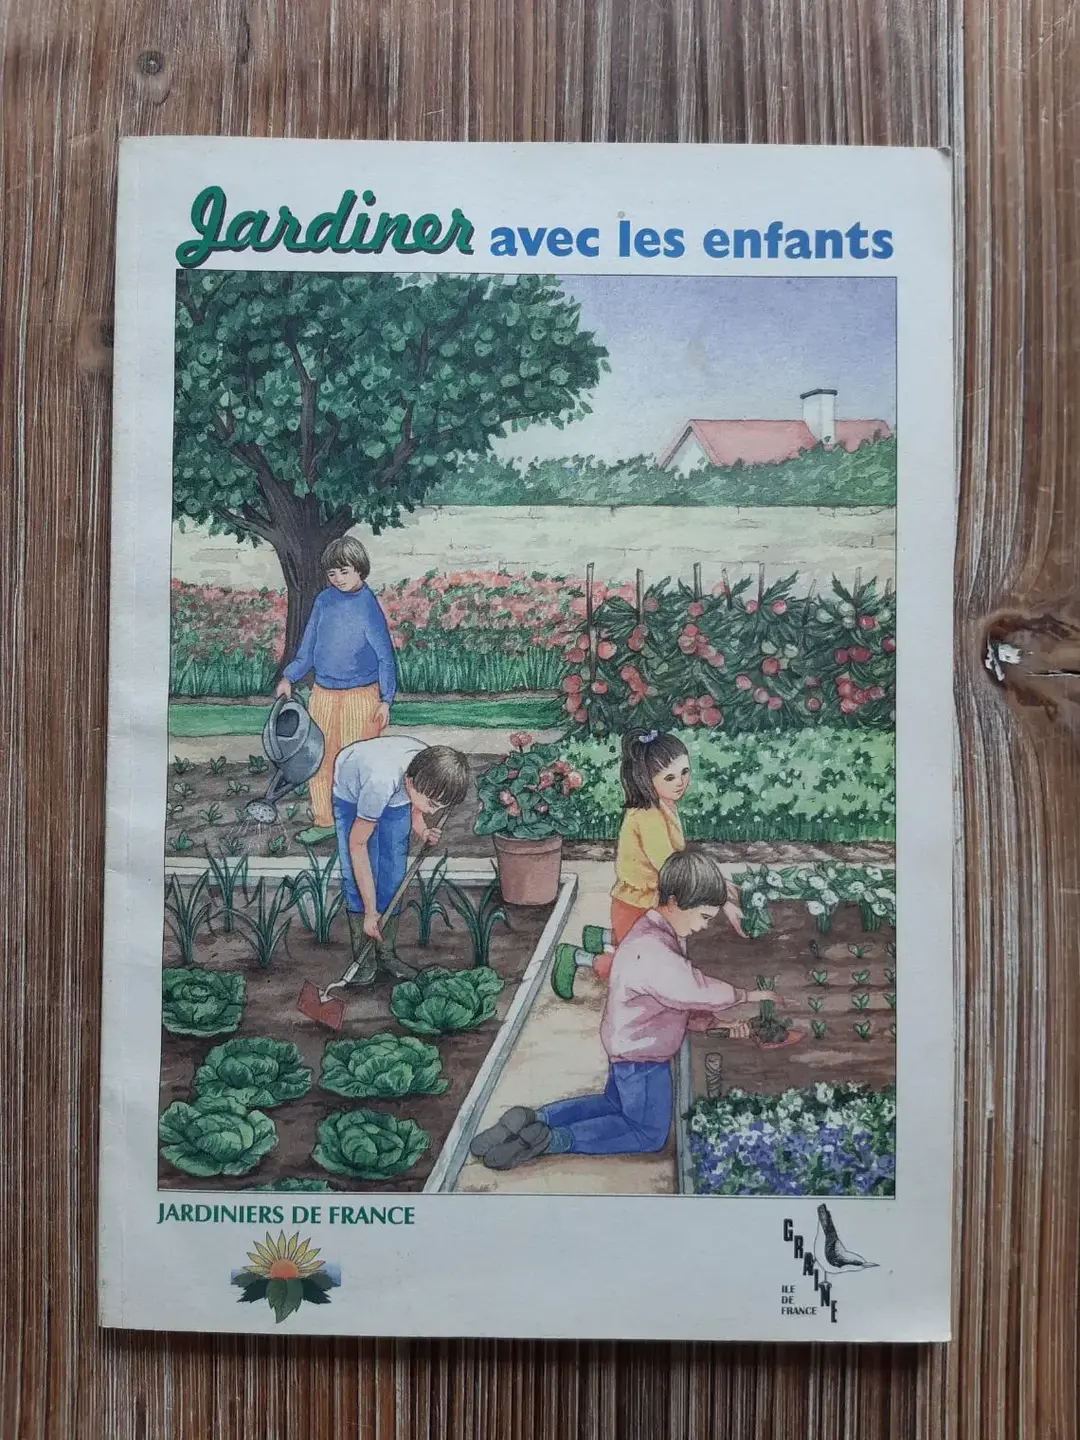 Jardiner avec les enfants
JARDINIERS DE FRANCE
GRAINE
ILE
DE
FRANCE